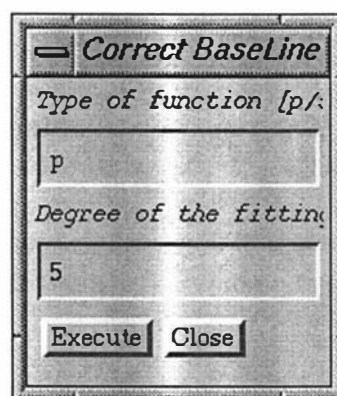 Correct BaseLine
Type of function [p/
p
Degree of the fitting
5
Execute Close